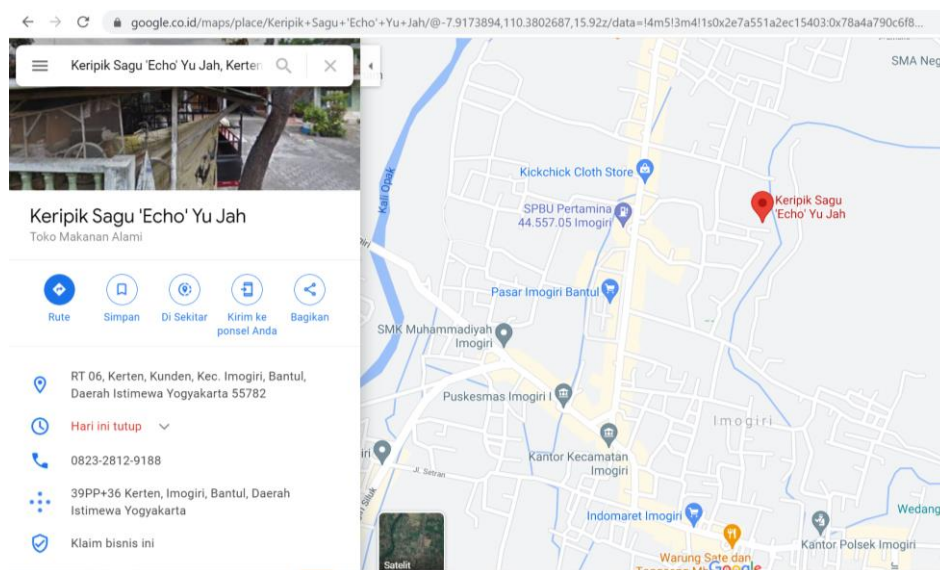 google.co.id/maps/place/Keripik+Sagu+'Echo'+Yu+Jah/@-7.9173894,110.3802687,15.92z/data=!4m5!3m4!1s0x2e7a551a2ec15403:0x78a4a790c6f8...
Keripik Sagu 'Echo' Yu Jah, Kerten
Keripik Sagu 'Echo' Yu Jah
Toko Makanan Alami
Rute
Simpan
Di Sekitar
Kirim ke
ponsel Anda
Bagikan
RT 06, Kerten, Kunden, Kec. Imogiri, Bantul,
Daerah Istimewa Yogyakarta 55782
Hari ini tutup
0823-2812-9188
39PP+36 Kerten, Imogiri, Bantul, Daerah
Istimewa Yogyakarta
Klaim bisnis ini
SMA Neg
Kali Opak
Kickchick Cloth Store
SPBU Pertamina
44.557.05 Imogiri
Keripik Sagu
'Echo' Yu Jah
Pasar Imogiri Bantul
SMK Muhammadiyah
Imogiri
Puskesmas Imogiri I
Imogiri
Kantor Kecamatan
Imogiri
Jl. Setran
Indomaret Imogiri
Wedang
Kantor Polsek Imogiri
Warung Sate dan
Google
Satelit